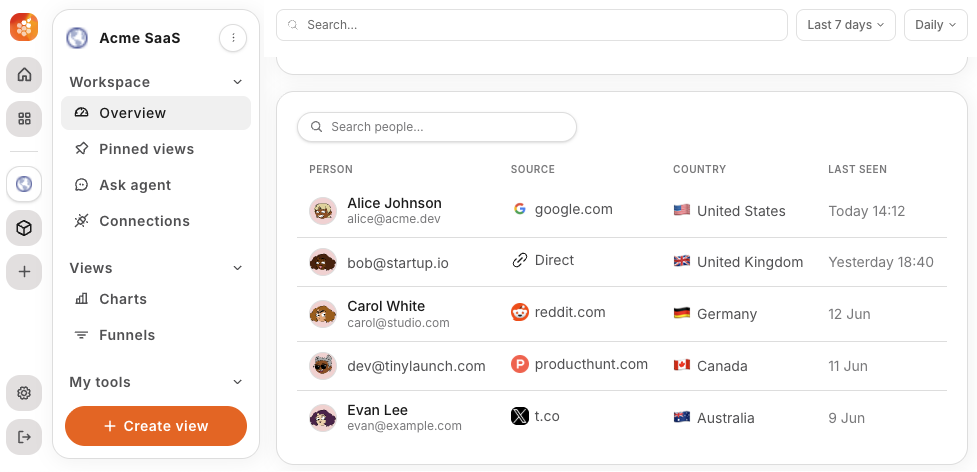 Acme SaaS
Workspace
Overview
Pinned views
Ask agent
Connections
Views
Charts
Funnels
My tools
+ Create view
Search...
Last 7 days
Daily
Search people...
PERSON SOURCE COUNTRY LAST SEEN
Alice Johnson
alice@acme.dev
google.com United States Today 14:12
bob@startup.io Direct United Kingdom Yesterday 18:40
Carol White
carol@studio.com
reddit.com Germany 12 Jun
dev@tinylaunch.com producthunt.com Canada 11 Jun
Evan Lee
evan@example.com
t.co Australia 9 Jun